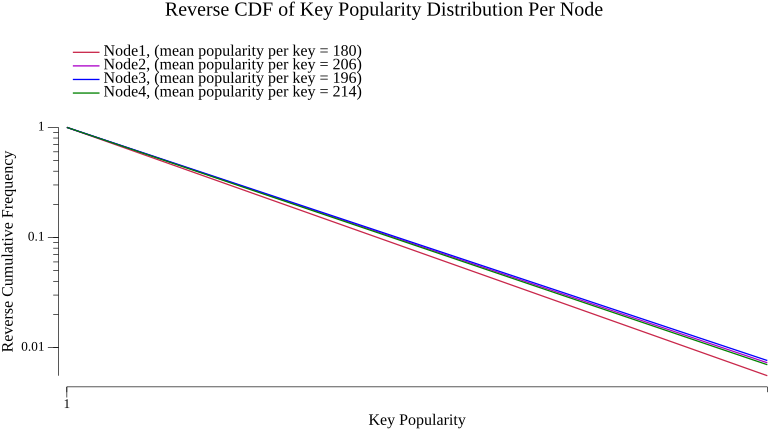 Reverse CDF of Key Popularity Distribution Per Node
Node1, (mean popularity per key = 180)
Node2, (mean popularity per key = 206)
Node3, (mean popularity per key = 196)
Node4, (mean popularity per key = 214)
Reverse Cumulative Frequency
1
0.1
0.01
1
Key Popularity